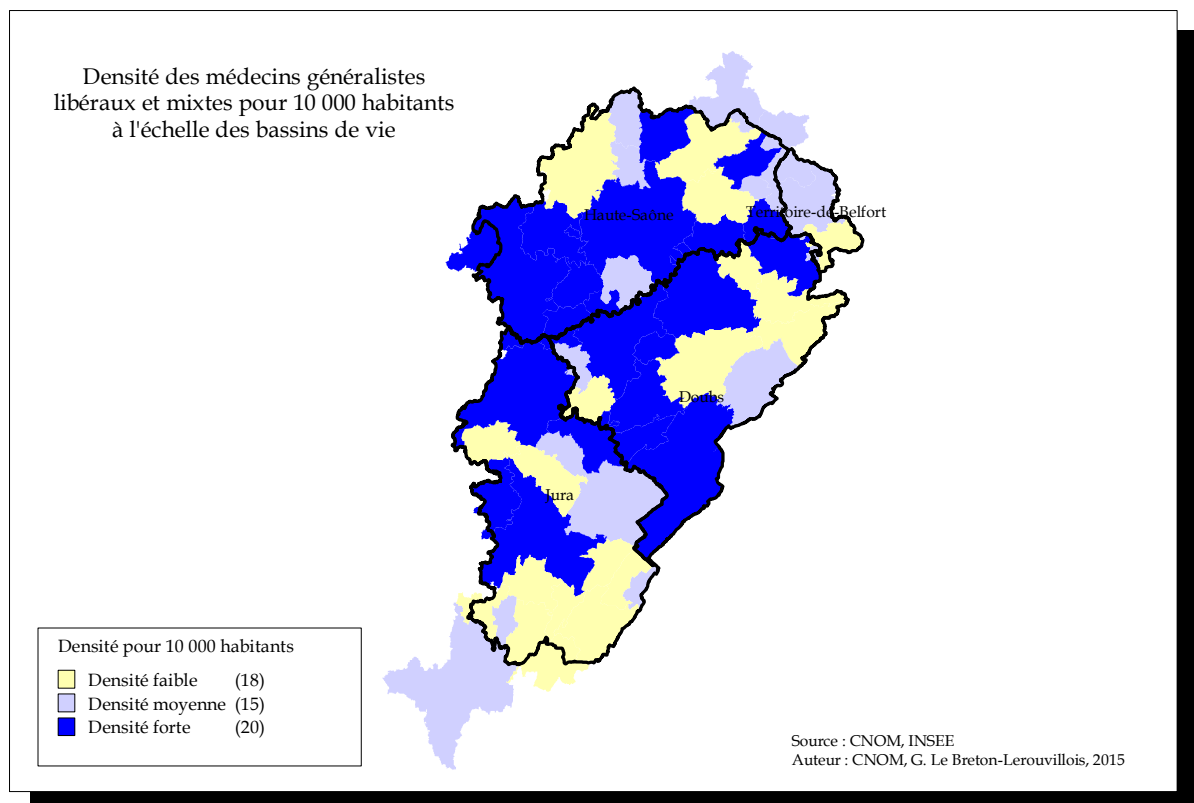 Densité des médecins généralistes
libéraux et mixtes pour 10 000 habitants
à l'échelle des bassins de vie
Haute-Saône
Territoire-de-Belfort
Doubs
Jura
Densité pour 10 000 habitants
Densité faible (18)
Densité moyenne (15)
Densité forte (20)
Source : CNOM, INSEE
Auteur : CNOM, G. Le Breton-Lerouvillois, 2015